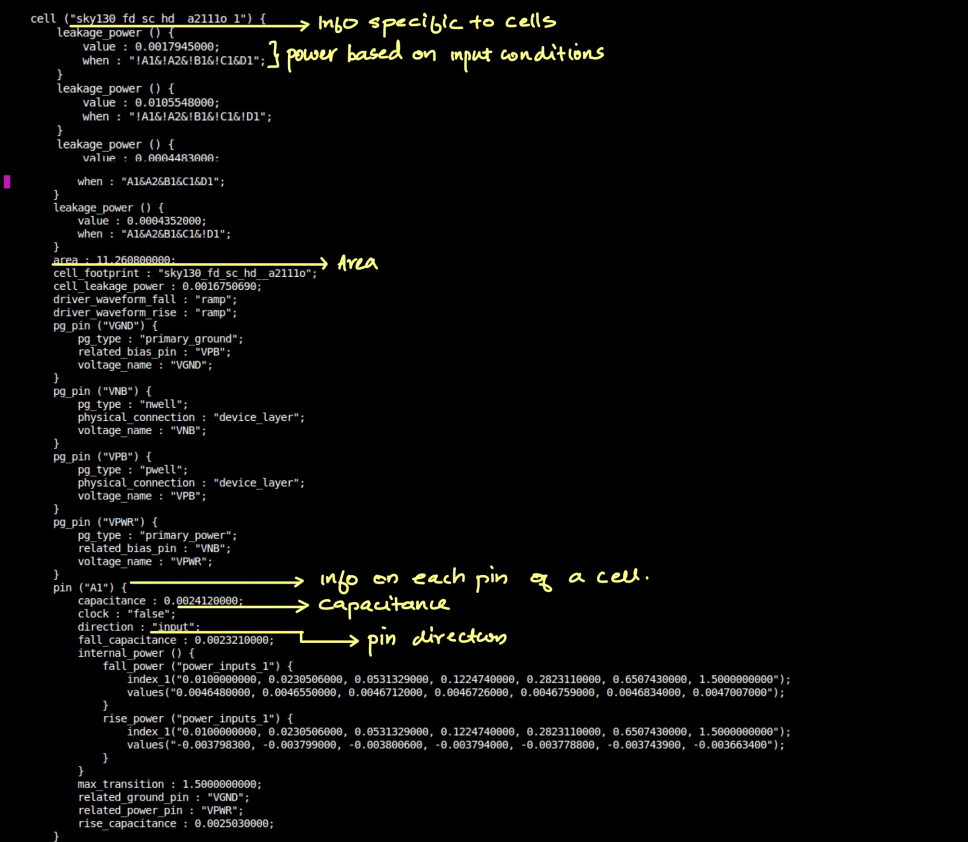 cell ("sky130_fd_sc_hd__a2111o_1") { Info specific to cells
leakage_power () {
value : 0.0017945000;
when : "!A1&!A2&!B1&!C1&D1"; } power based on input conditions
}
leakage_power () {
value : 0.0105548000;
when : "!A1&!A2&!B1&!C1&!D1";
}
leakage_power () {
value : 0.0004483000;
when : "A1&A2&B1&C1&D1";
}
leakage_power () {
value : 0.0004352000;
when : "A1&A2&B1&C1&!D1";
}
area : 11.260800000; Area
cell_footprint : "sky130_fd_sc_hd__a2111o";
cell_leakage_power : 0.0016750690;
driver_waveform_fall : "ramp";
driver_waveform_rise : "ramp";
pg_pin ("VGND") {
pg_type : "primary_ground";
related_bias_pin : "VPB";
voltage_name : "VGND";
}
pg_pin ("VNB") {
pg_type : "nwell";
physical_connection : "device_layer";
voltage_name : "VNB";
}
pg_pin ("VPB") {
pg_type : "pwell";
physical_connection : "device_layer";
voltage_name : "VPB";
}
pg_pin ("VPWR") {
pg_type : "primary_power";
related_bias_pin : "VNB";
voltage_name : "VPWR";
}
pin ("A1") { Info on each pin of a cell.
capacitance : 0.0024120000; Capacitance
clock : "false";
direction : "input"; pin direction
fall_capacitance : 0.0023210000;
internal_power () {
fall_power ("power_inputs_1") {
index_1("0.0100000000, 0.0230506000, 0.0531329000, 0.1224740000, 0.2823110000, 0.6507430000, 1.5000000000");
values("0.0046480000, 0.0046550000, 0.0046712000, 0.0046726000, 0.0046759000, 0.0046834000, 0.0047007000");
}
rise_power ("power_inputs_1") {
index_1("0.0100000000, 0.0230506000, 0.0531329000, 0.1224740000, 0.2823110000, 0.6507430000, 1.5000000000");
values("-0.003798300, -0.003799000, -0.003800600, -0.003794000, -0.003778800, -0.003743900, -0.003663400");
}
}
max_transition : 1.5000000000;
related_ground_pin : "VGND";
related_power_pin : "VPWR";
rise_capacitance : 0.0025030000;
}